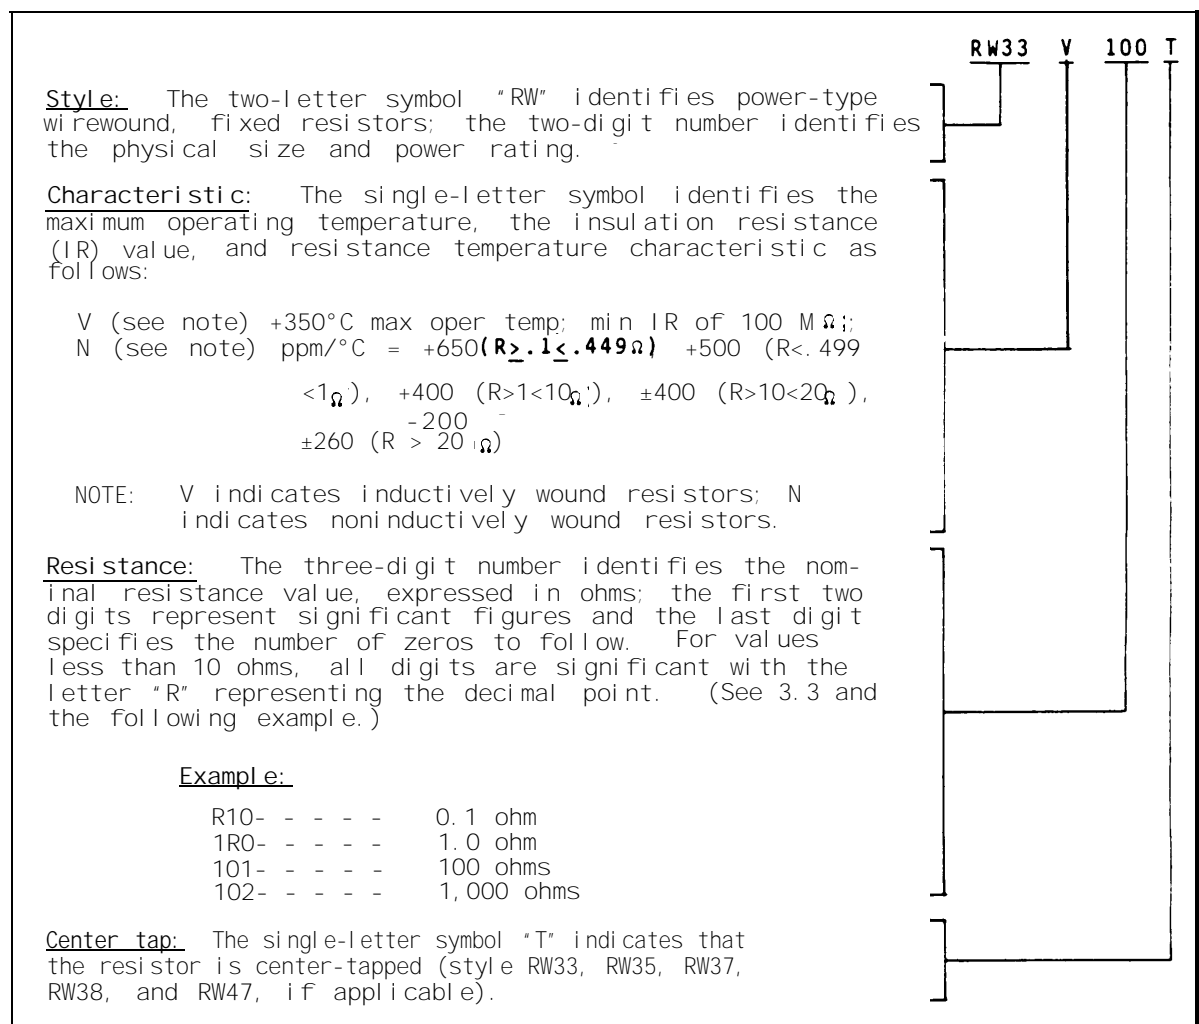 RW33 V 100 T
Style: The two-letter symbol "RW" identifies power-type
wirewound, fixed resistors; the two-digit number identifies
the physical size and power rating.
Characteristic: The single-letter symbol identifies the
maximum operating temperature, the insulation resistance
(IR) value, and resistance temperature characteristic as
follows:
V (see note) +350°C max oper temp; min IR of 100 MΩ;
N (see note) ppm/°C = +650(R≥.1≤.449Ω) +500 (R<.499
<1Ω), +400 (R>1<10Ω), ±400 (R>10<20Ω),
-200
±260 (R > 20 Ω)
NOTE: V indicates inductively wound resistors; N
indicates noninductively wound resistors.
Resistance: The three-digit number identifies the nom-
inal resistance value, expressed in ohms; the first two
digits represent significant figures and the last digit
specifies the number of zeros to follow. For values
less than 10 ohms, all digits are significant with the
letter "R" representing the decimal point. (See 3.3 and
the following example.)
Example:
R10- - - - - 0.1 ohm
1R0- - - - - 1.0 ohm
101- - - - - 100 ohms
102- - - - - 1,000 ohms
Center tap: The single-letter symbol "T" indicates that
the resistor is center-tapped (style RW33, RW35, RW37,
RW38, and RW47, if applicable).